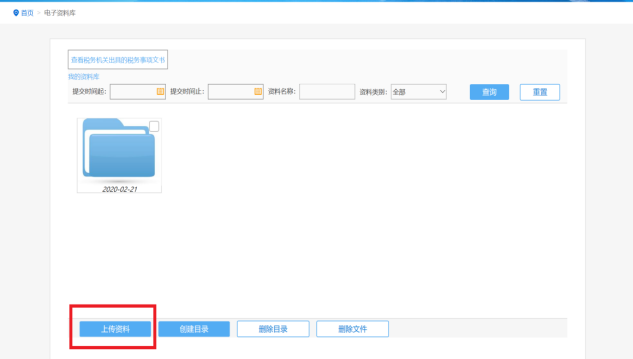 首页 > 电子资料库
查看税务机关出具的税务事项文书
我的资料库
提交时间起： 提交时间止： 资料名称： 资料类别： 全部 查询 重置
2020-02-21
上传资料 创建目录 删除目录 删除文件